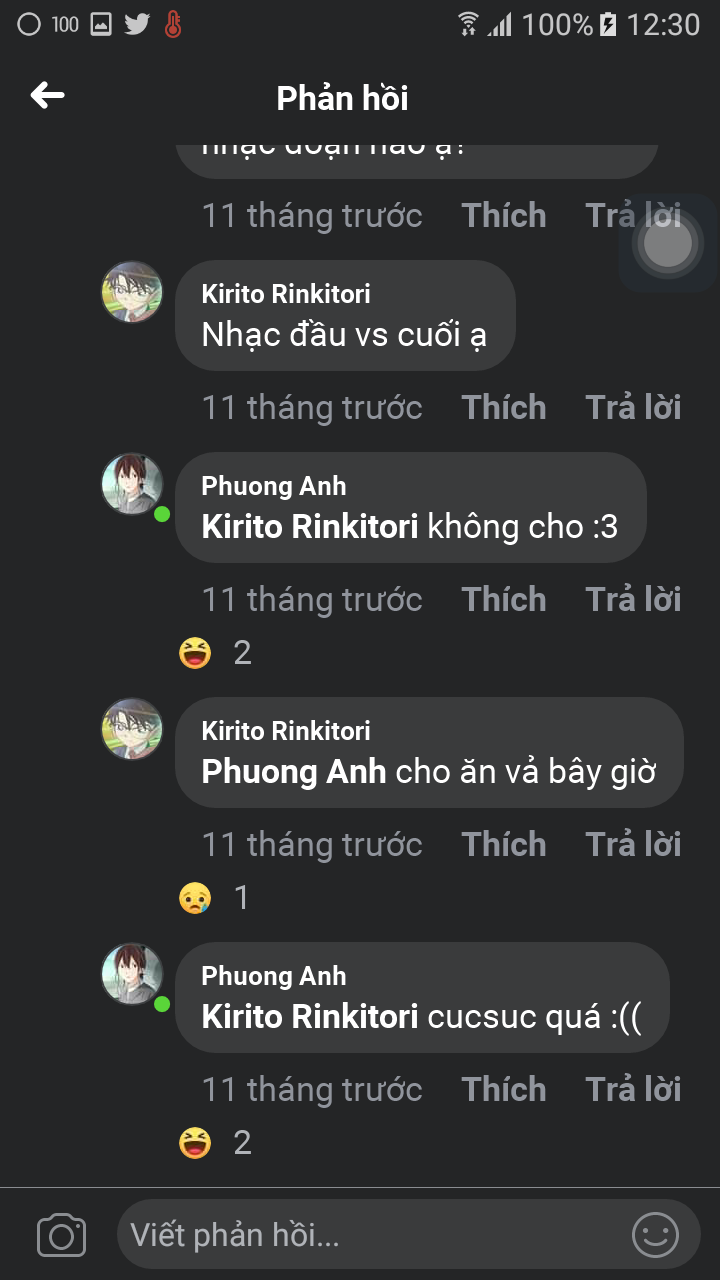 100 100% 12:30
Phản hồi
nhạc đoạn nào ạ?
11 tháng trước Thích Trả lời
Kirito Rinkitori
Nhạc đầu vs cuối ạ
11 tháng trước Thích Trả lời
Phuong Anh
Kirito Rinkitori không cho :3
11 tháng trước Thích Trả lời
2
Kirito Rinkitori
Phuong Anh cho ăn vả bây giờ
11 tháng trước Thích Trả lời
1
Phuong Anh
Kirito Rinkitori cucsuc quá :((
11 tháng trước Thích Trả lời
2
Viết phản hồi...